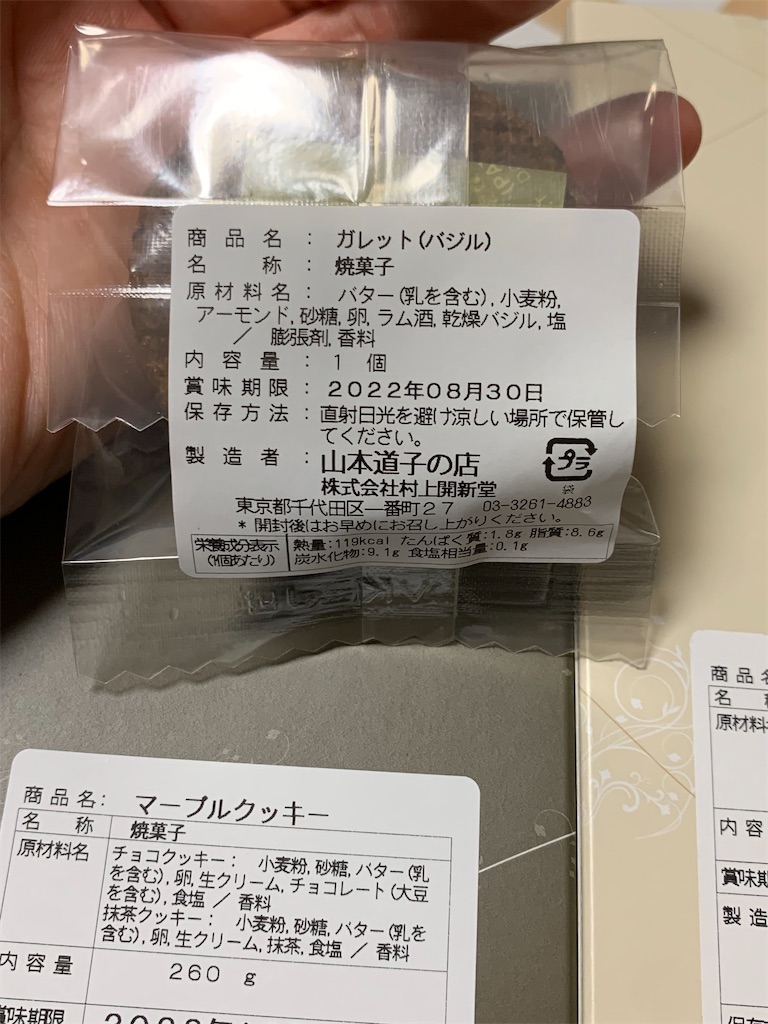 商品名： ガレット(バジル)
名称： 焼菓子
原材料名： バター(乳を含む), 小麦粉,
アーモンド, 砂糖, 卵, ラム酒, 乾燥バジル, 塩
／ 膨張剤, 香料
内容量： 1 個
賞味期限： 2022年08月30日
保存方法： 直射日光を避け涼しい場所で保管し
てください。
製造者： 山本道子の店
プラ
袋
株式会社村上開新堂
東京都千代田区一番町27 03-3261-4883
* 開封後はお早めにお召し上がりください。
栄養成分表示 熱量:119kcal たんぱく質:1.8g 脂質:8.6g
(1個あたり) 炭水化物:9.1g 食塩相当量:0.1g
商品名： マーブルクッキー
名称 焼菓子
原材料名 チョコクッキー： 小麦粉, 砂糖, バター(乳
を含む), 卵, 生クリーム, チョコレート(大豆
を含む), 食塩 ／ 香料
抹茶クッキー： 小麦粉, 砂糖, バター(乳を
含む), 卵, 生クリーム, 抹茶, 食塩 ／ 香料
内容量 260 g
賞味期限
商品
名
原材料
内容
賞味期
製造